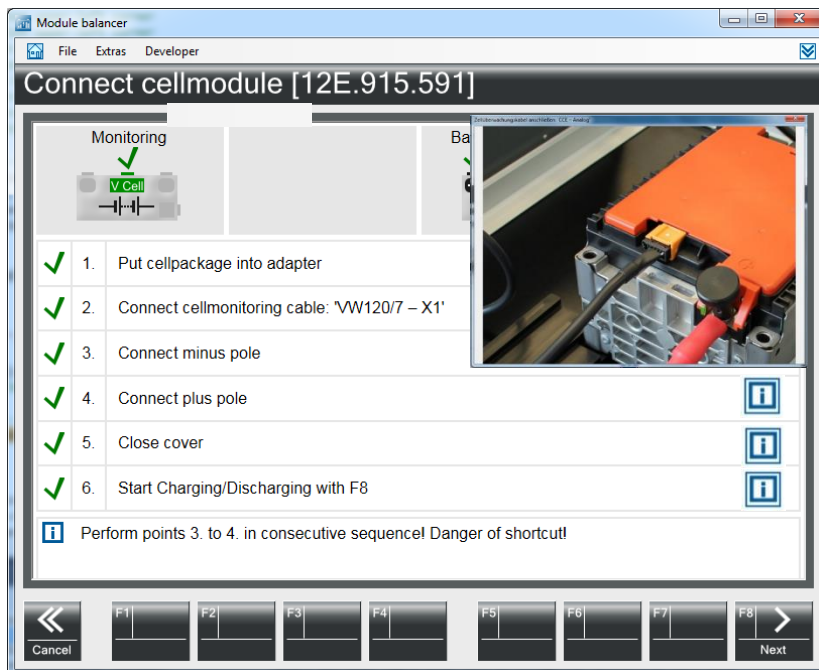 Module balancer
File Extras Developer
Connect cellmodule [12E.915.591]
Monitoring
Ba
V Cell
1. Put cellpackage into adapter
2. Connect cellmonitoring cable: 'VW120/7 – X1'
3. Connect minus pole
4. Connect plus pole
5. Close cover
6. Start Charging/Discharging with F8
Perform points 3. to 4. in consecutive sequence! Danger of shortcut!
F1 F2 F3 F4 F5 F6 F7 F8
Cancel Next